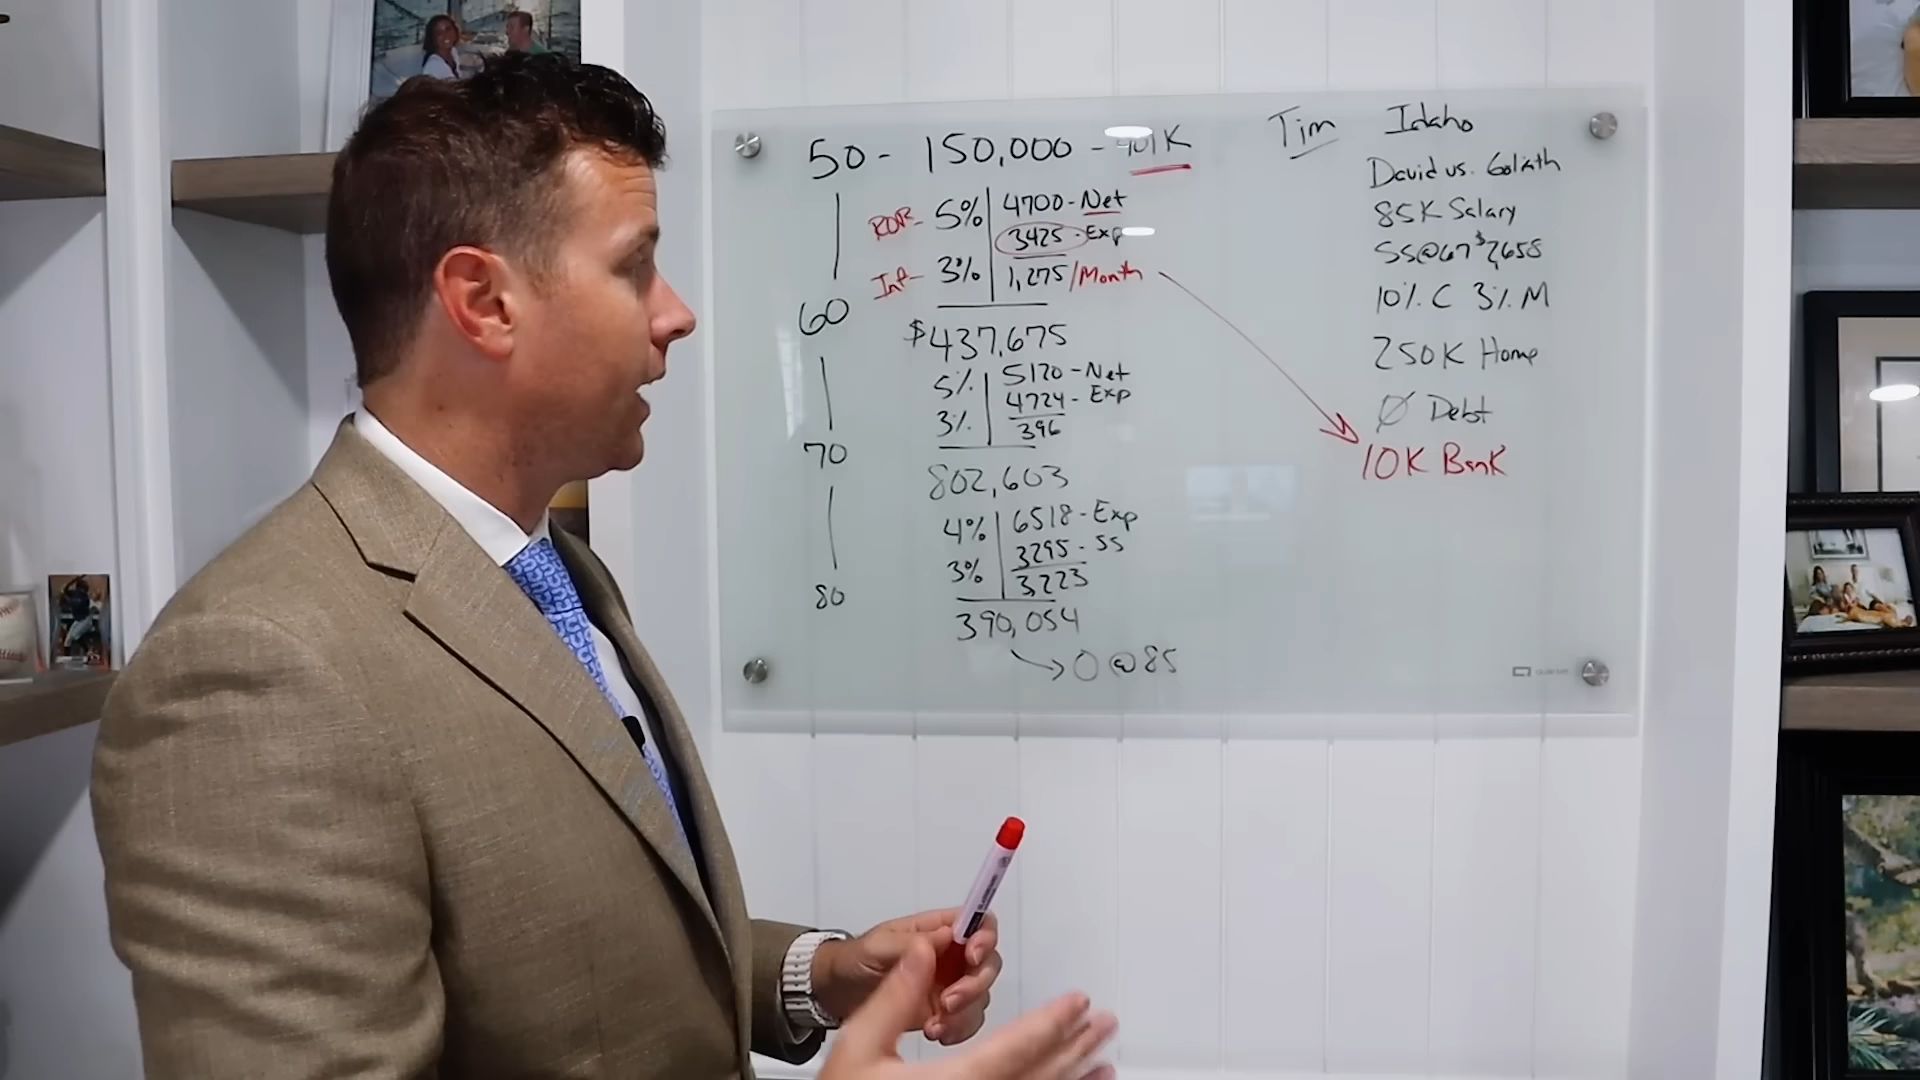 50 - 150,000 - 401K
ROR- 5% 4700 - Net
3425 - Exp
Inf- 3% 1,275/Month
60
$437,675
5% 5120 - Net
4724 - Exp
3% 396
70
802,603
4% 6518 - Exp
3295 - SS
3% 3223
80
390,054
→ 0 @ 85
Tim Idaho
David vs. Goliath
85K Salary
SS@67 $2,658
10% C 3% M
250K Home
Ø Debt
10K Bank